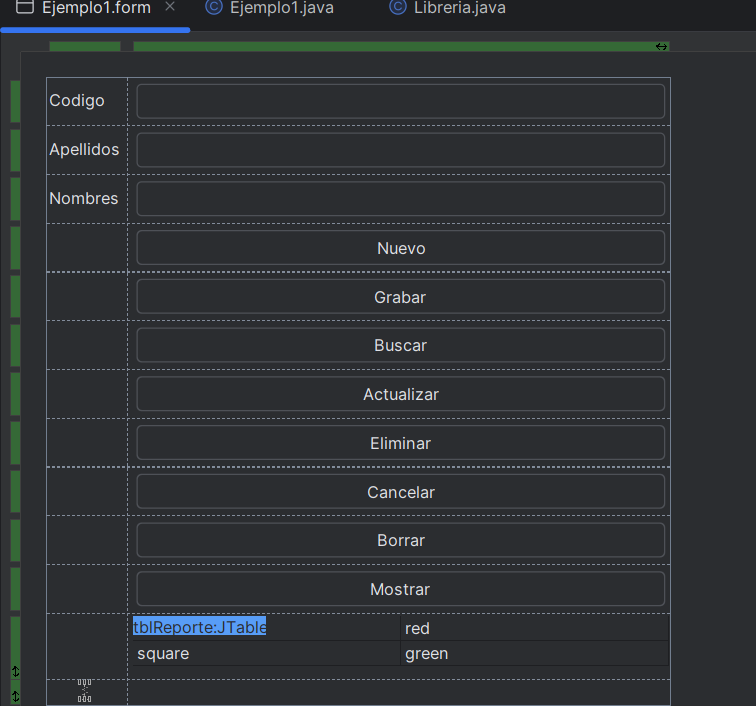 Ejemplo1.form Ejemplo1.java Libreria.java
Codigo
Apellidos
Nombres
Nuevo
Grabar
Buscar
Actualizar
Eliminar
Cancelar
Borrar
Mostrar
tblReporte:JTable red
square green